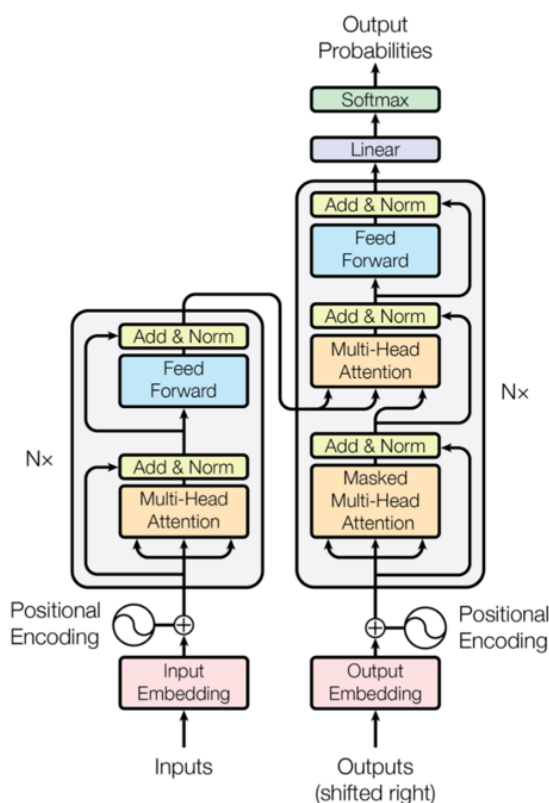 Output
Probabilities
Softmax
Linear
Add & Norm
Feed
Forward
Add & Norm
Multi-Head
Attention
Add & Norm
Masked
Multi-Head
Attention
N×
Add & Norm
Feed
Forward
Add & Norm
Multi-Head
Attention
N×
Positional
Encoding
Positional
Encoding
Input
Embedding
Output
Embedding
Inputs
Outputs
(shifted right)